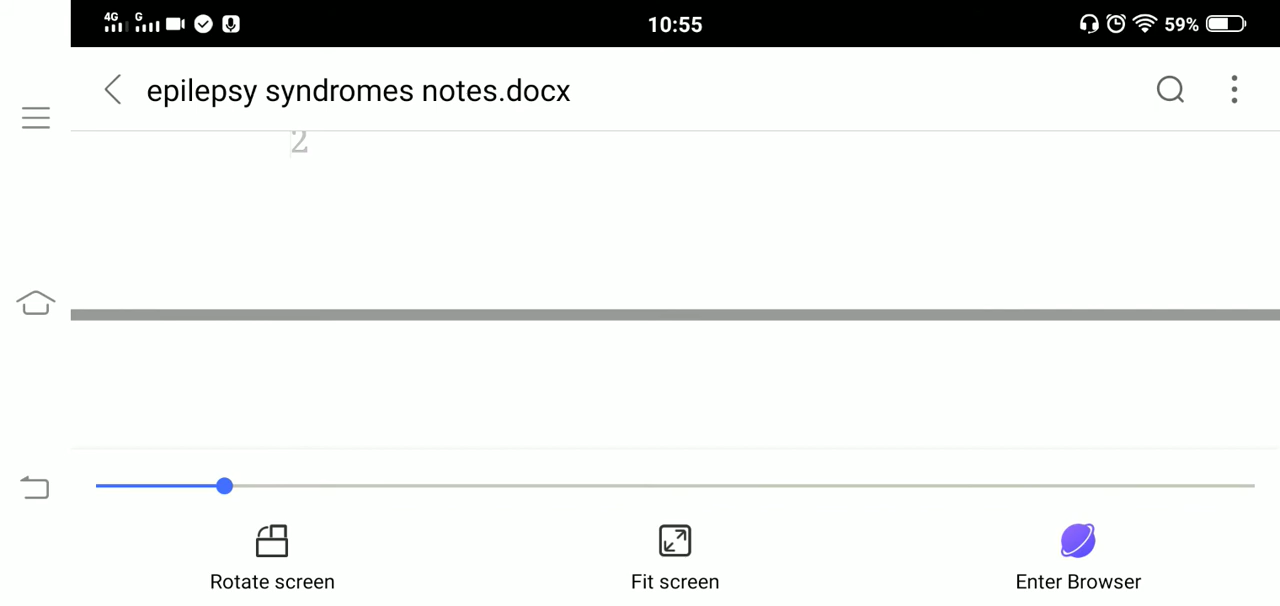 4G G 10:55 59%
epilepsy syndromes notes.docx
2
Rotate screen Fit screen Enter Browser